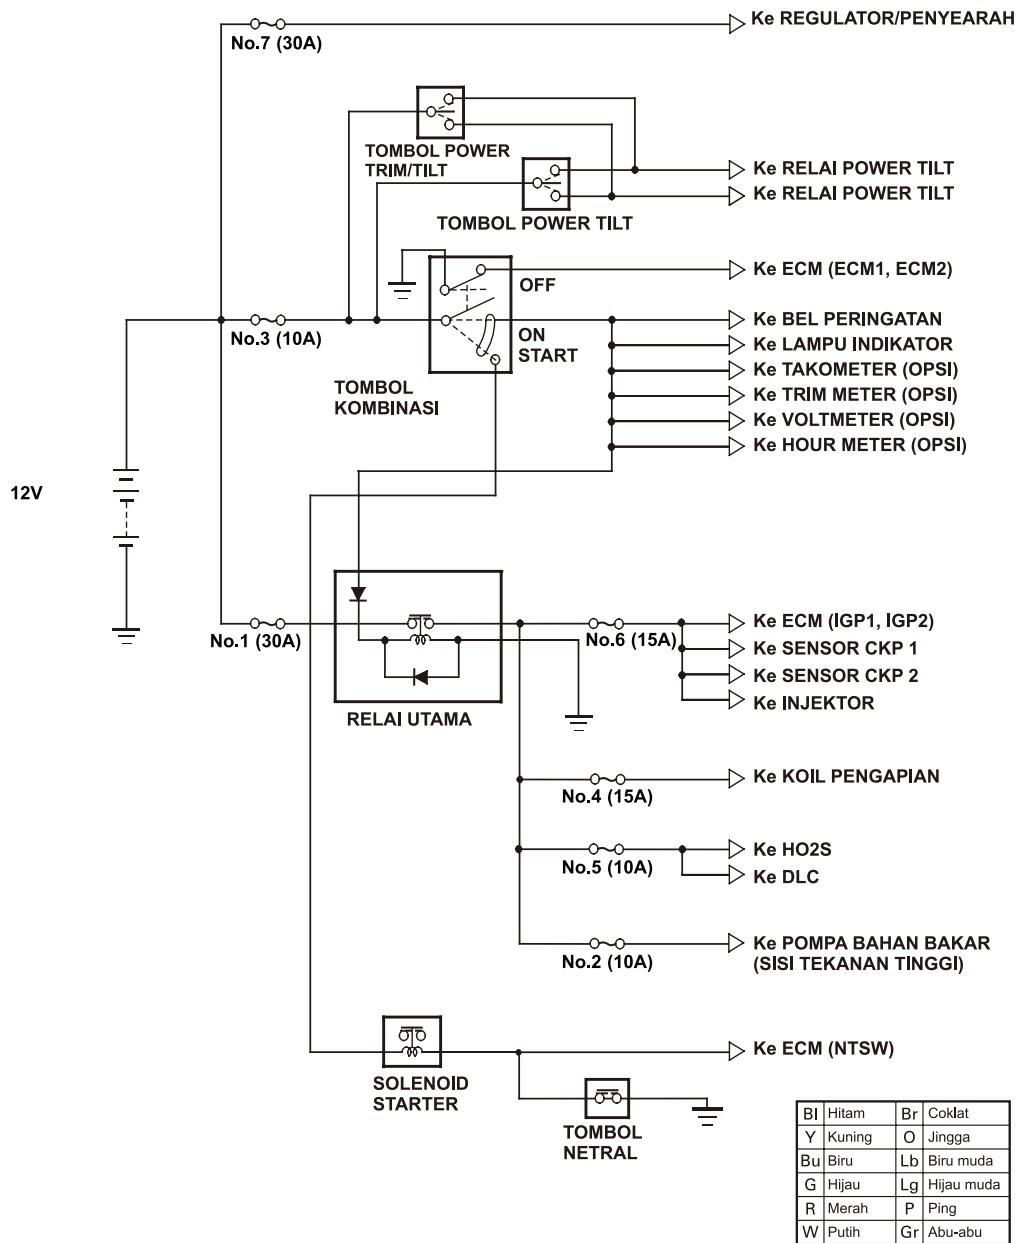 Ke REGULATOR/PENYEARAH
No.7 (30A)
TOMBOL POWER
TRIM/TILT
Ke RELAI POWER TILT
Ke RELAI POWER TILT
TOMBOL POWER TILT
Ke ECM (ECM1, ECM2)
OFF
No.3 (10A)
ON
START
Ke BEL PERINGATAN
Ke LAMPU INDIKATOR
Ke TAKOMETER (OPSI)
Ke TRIM METER (OPSI)
Ke VOLTMETER (OPSI)
Ke HOUR METER (OPSI)
TOMBOL
KOMBINASI
12V
No.1 (30A)
No.6 (15A)
Ke ECM (IGP1, IGP2)
Ke SENSOR CKP 1
Ke SENSOR CKP 2
Ke INJEKTOR
RELAI UTAMA
Ke KOIL PENGAPIAN
No.4 (15A)
Ke HO2S
No.5 (10A)
Ke DLC
Ke POMPA BAHAN BAKAR
(SISI TEKANAN TINGGI)
No.2 (10A)
Ke ECM (NTSW)
SOLENOID
STARTER
TOMBOL
NETRAL
Bl Hitam Br Coklat
Y Kuning O Jingga
Bu Biru Lb Biru muda
G Hijau Lg Hijau muda
R Merah P Ping
W Putih Gr Abu-abu